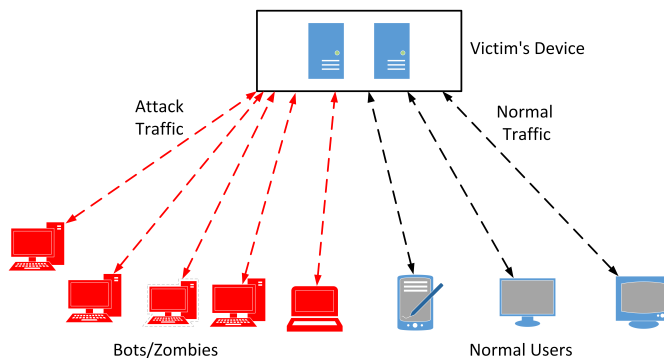 Victim's Device
Attack
Traffic
Normal
Traffic
Bots/Zombies
Normal Users